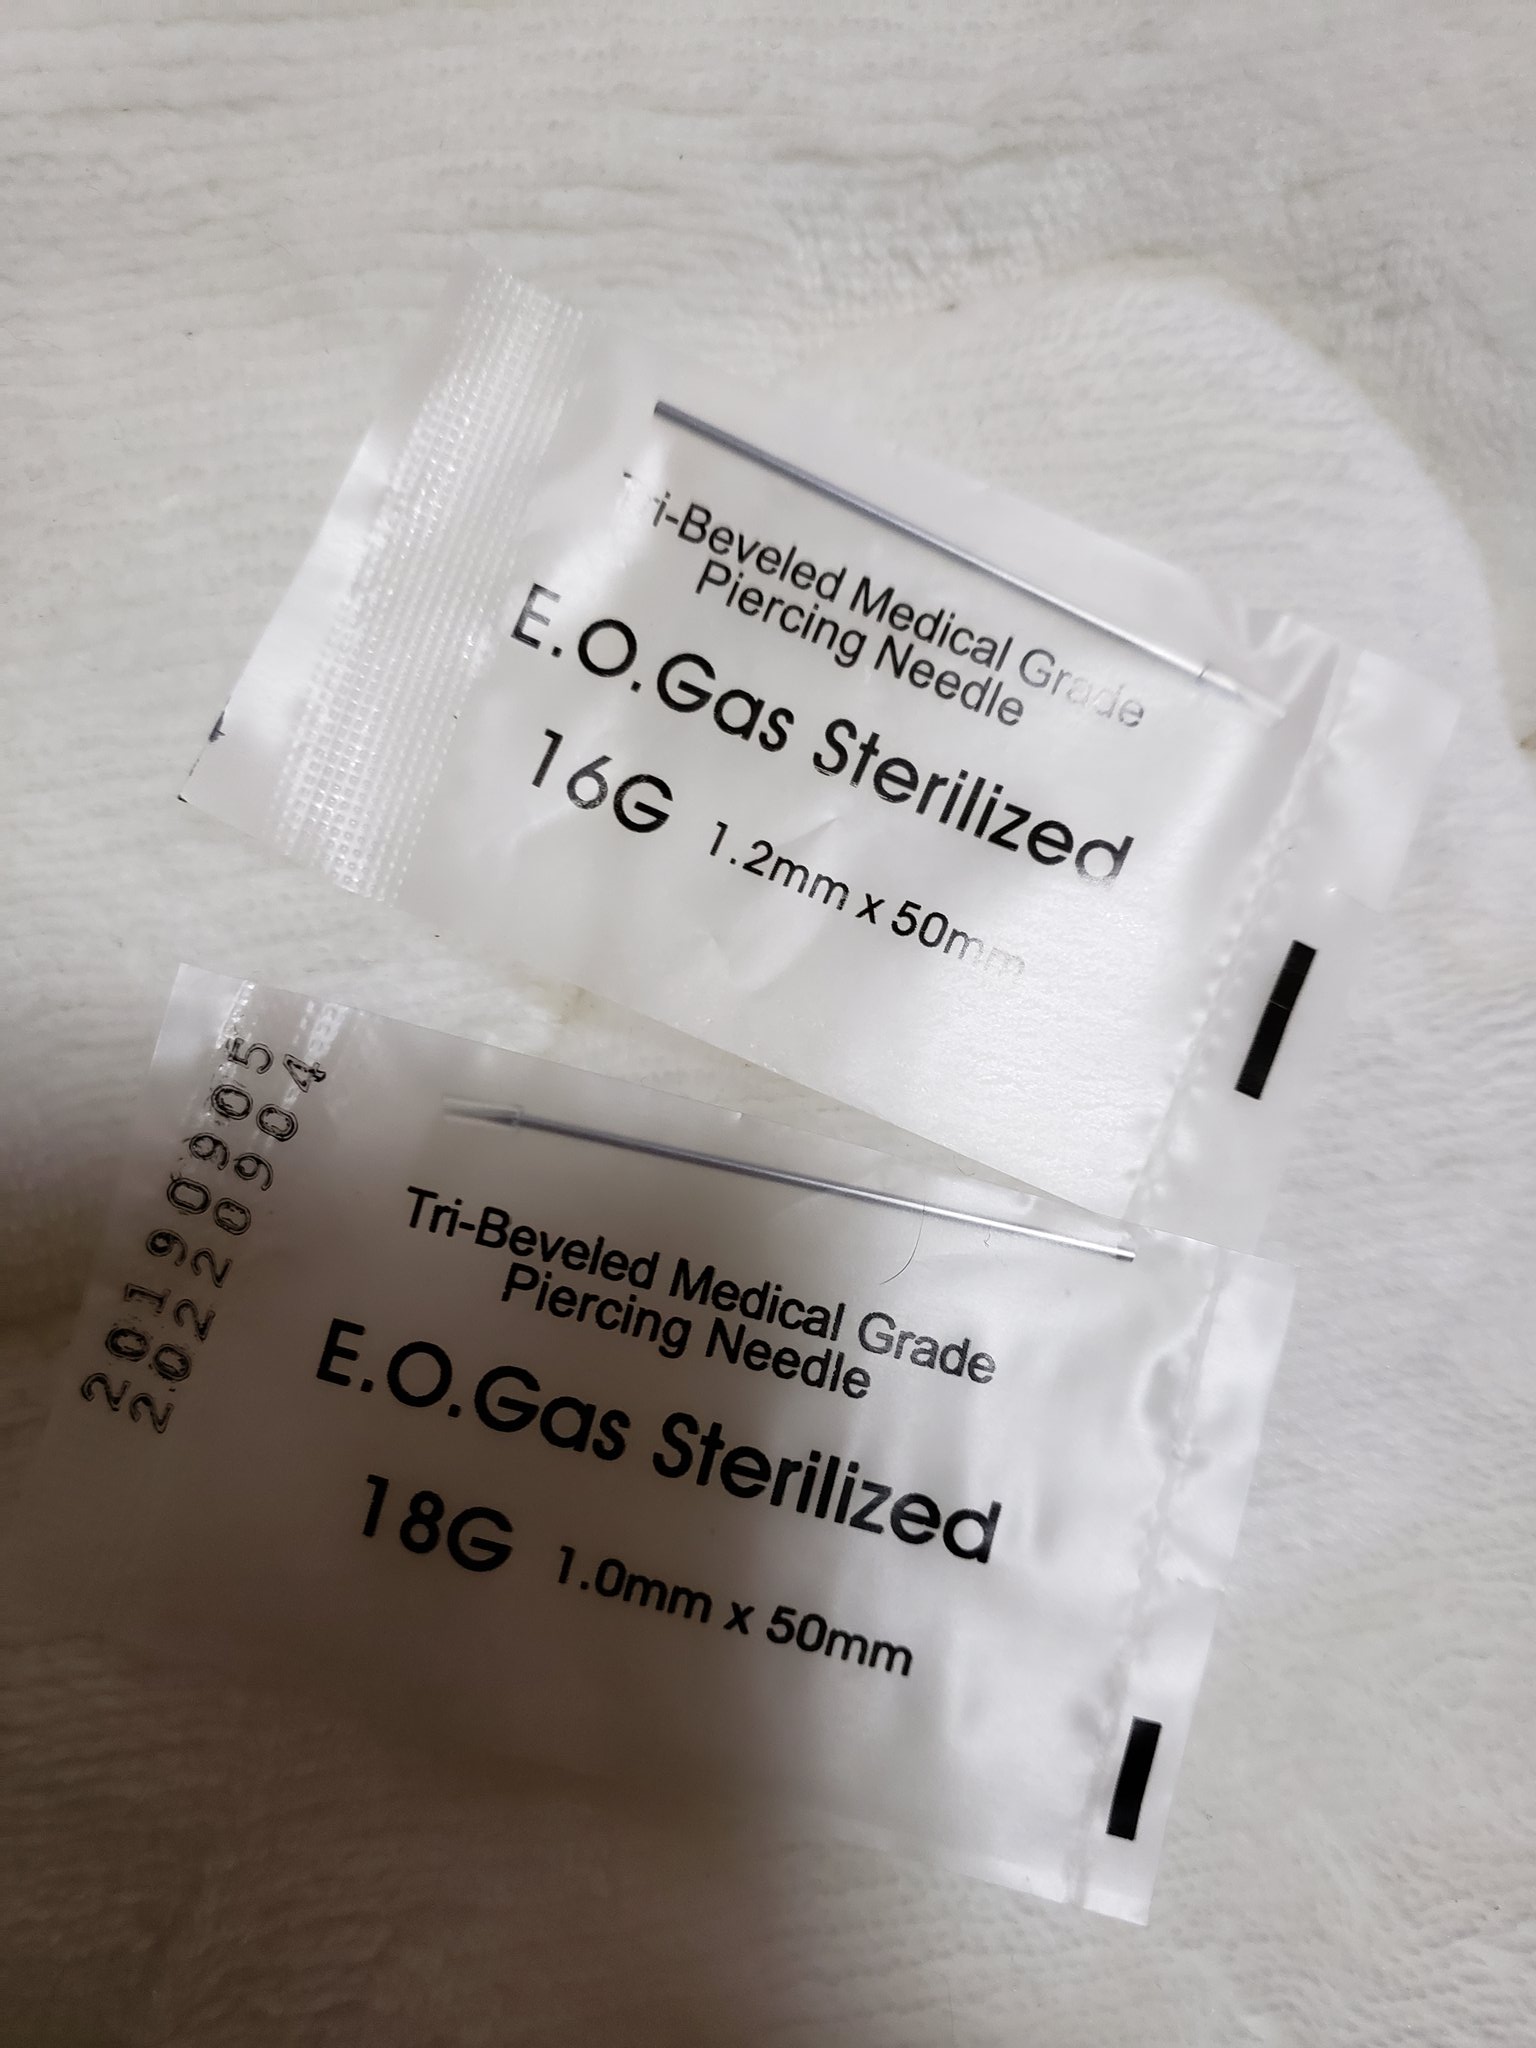 Tri-Beveled Medical Grade
Piercing Needle
E.O.Gas Sterilized
16G 1.2mm x 50mm
20190905
20220904
Tri-Beveled Medical Grade
Piercing Needle
E.O.Gas Sterilized
18G 1.0mm x 50mm